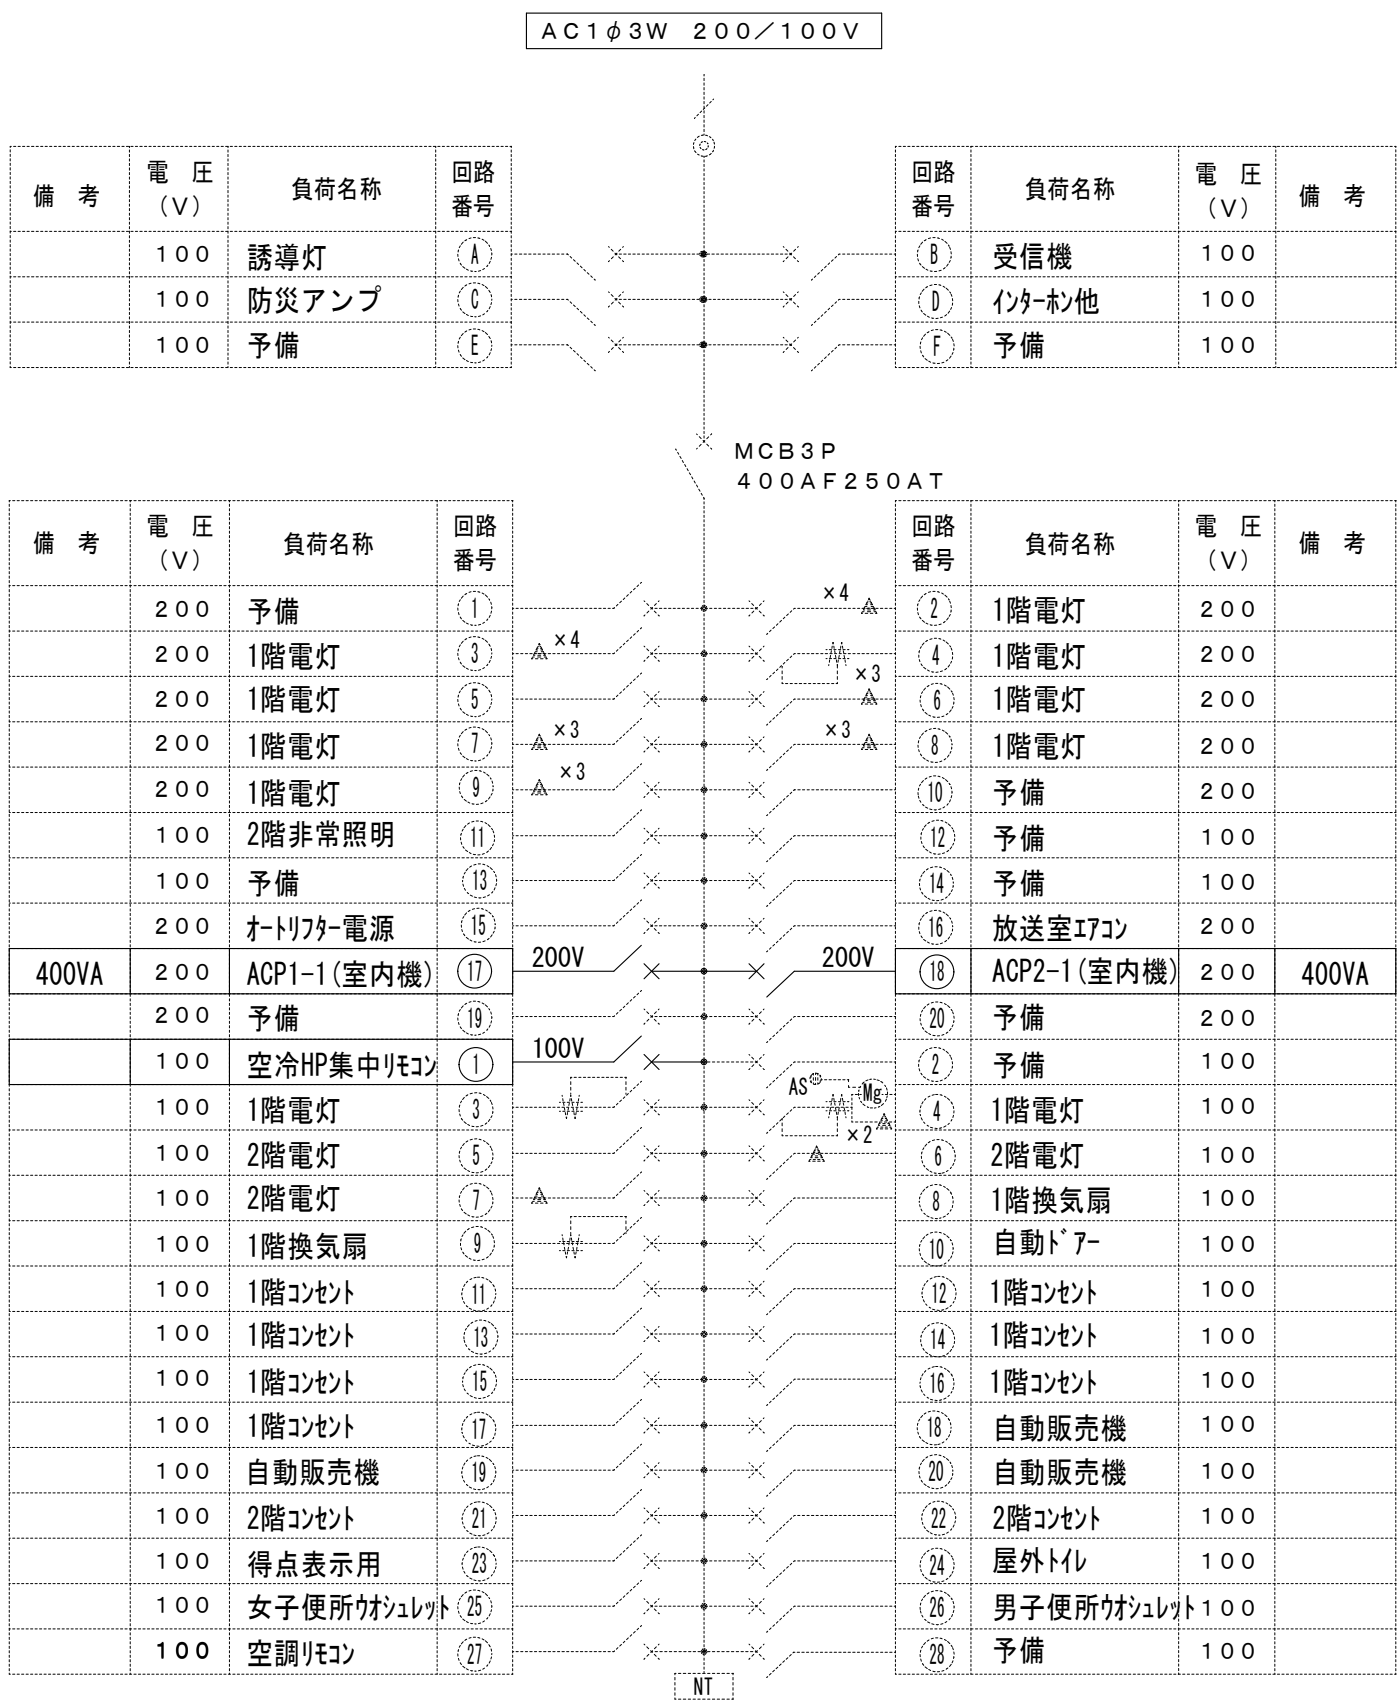 AC1φ3W 200/100V
備考 電圧(V) 負荷名称 回路番号 回路番号 負荷名称 電圧(V) 備考
100 誘導灯 A B 受信機 100
100 防災アンプ C D インターホン他 100
100 予備 E F 予備 100
MCB3P
400AF250AT
備考 電圧(V) 負荷名称 回路番号 回路番号 負荷名称 電圧(V) 備考
200 予備 1 ×4 2 1階電灯 200
200 1階電灯 3 ×4 4 1階電灯 200
200 1階電灯 5 ×3 6 1階電灯 200
200 1階電灯 7 ×3 ×3 8 1階電灯 200
200 1階電灯 9 ×3 10 予備 200
100 2階非常照明 11 12 予備 100
100 予備 13 14 予備 100
200 オートリフター電源 15 16 放送室エアコン 200
400VA 200 ACP1-1(室内機) 17 200V 200V 18 ACP2-1(室内機) 200 400VA
200 予備 19 20 予備 200
100 空冷HP集中リモコン 1 100V 2 予備 100
100 1階電灯 3 AS Mg ×2 4 1階電灯 100
100 2階電灯 5 6 2階電灯 100
100 2階電灯 7 8 1階換気扇 100
100 1階換気扇 9 10 自動ドアー 100
100 1階コンセント 11 12 1階コンセント 100
100 1階コンセント 13 14 1階コンセント 100
100 1階コンセント 15 16 1階コンセント 100
100 1階コンセント 17 18 自動販売機 100
100 自動販売機 19 20 自動販売機 100
100 2階コンセント 21 22 2階コンセント 100
100 得点表示用 23 24 屋外トイレ 100
100 女子便所ウオシュレット 25 26 男子便所ウオシュレット 100
100 空調リモコン 27 28 予備 100
NT